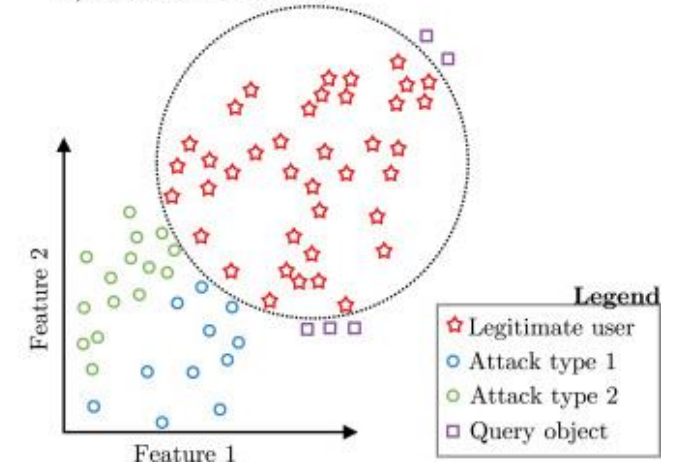 Feature 2
Feature 1
Legend
Legitimate user
Attack type 1
Attack type 2
Query object